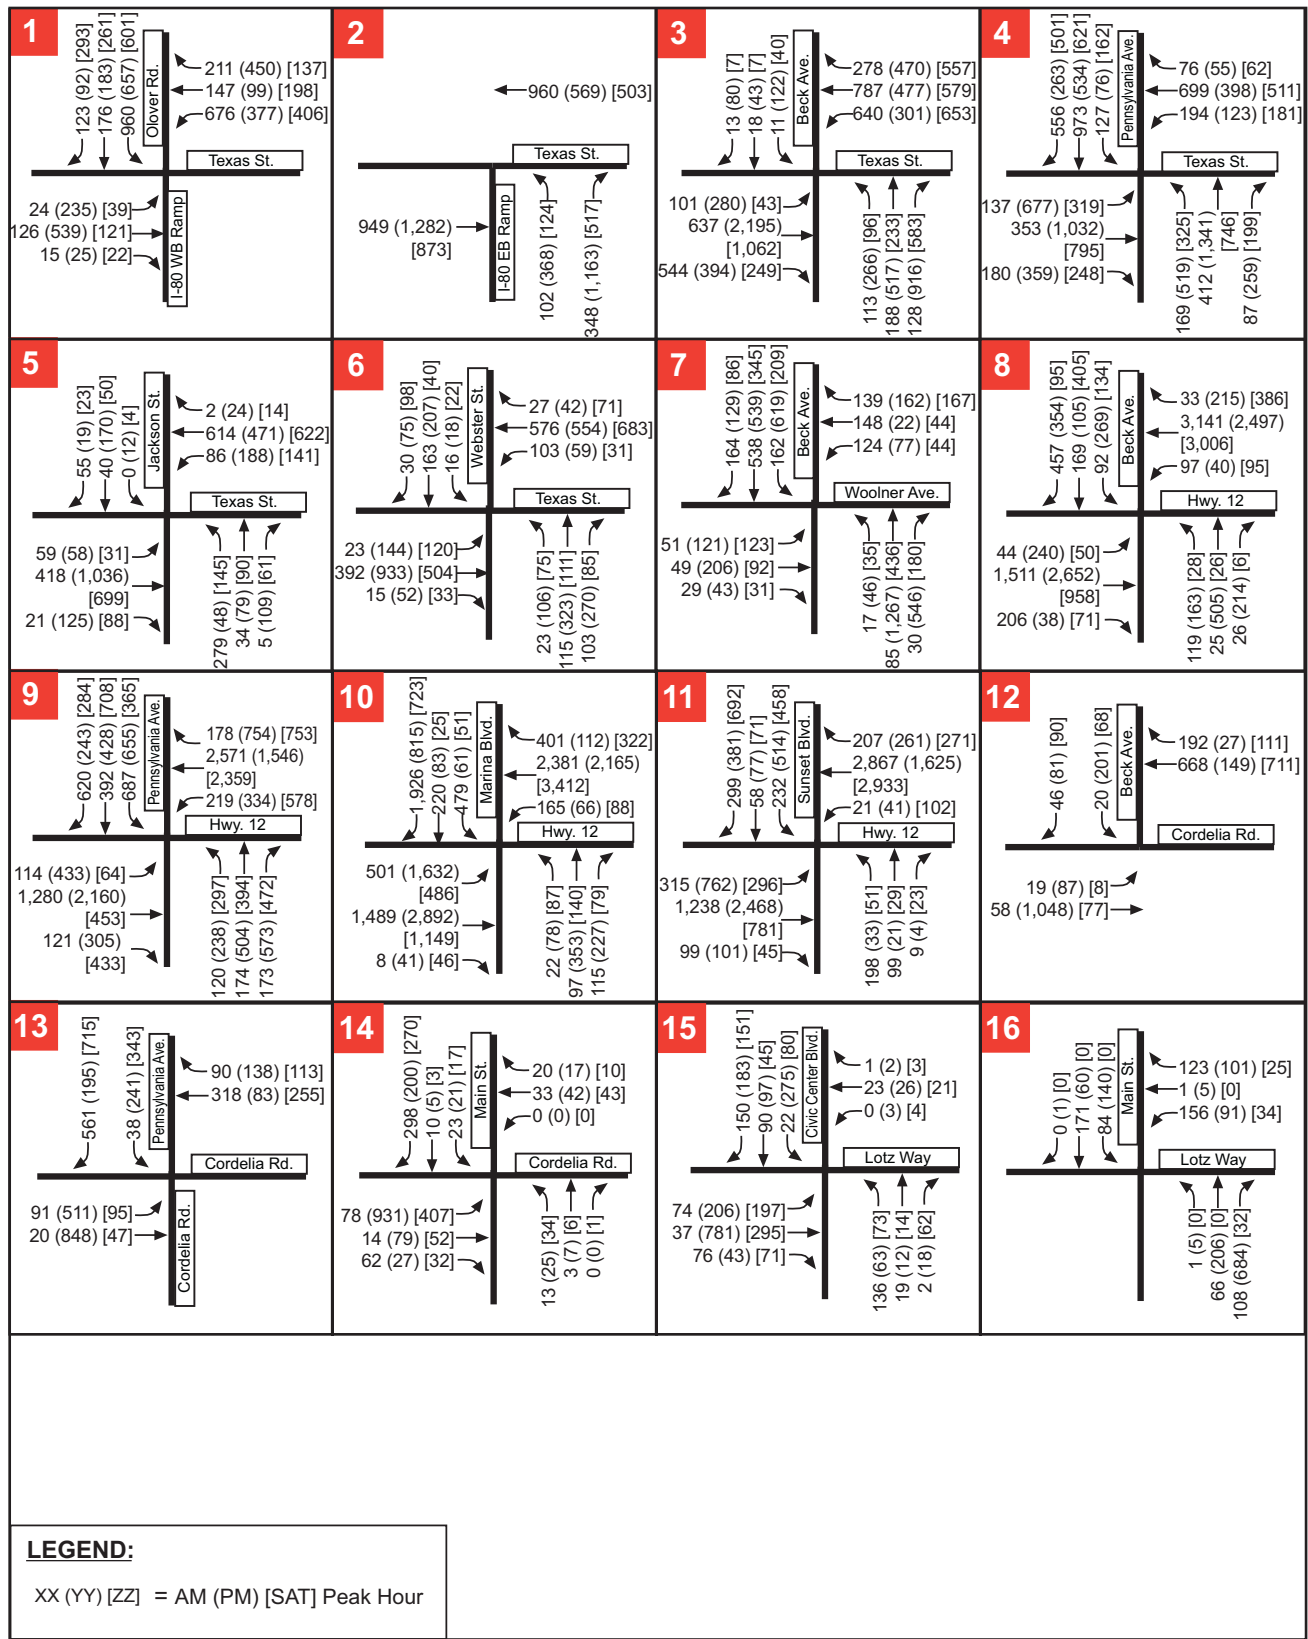 1
123 (92) [293]
176 (183) [261]
960 (657) [601]
Olover Rd.
211 (450) [137]
147 (99) [198]
676 (377) [406]
Texas St.
24 (235) [39]
126 (539) [121]
15 (25) [22]
I-80 WB Ramp
2
960 (569) [503]
Texas St.
949 (1,282)
[873]
I-80 EB Ramp
102 (368) [124]
348 (1,163) [517]
3
13 (80) [7]
18 (43) [7]
11 (122) [40]
Beck Ave.
278 (470) [557]
787 (477) [579]
640 (301) [653]
Texas St.
101 (280) [43]
637 (2,195)
[1,062]
544 (394) [249]
113 (266) [96]
188 (517) [233]
128 (916) [583]
4
556 (263) [501]
973 (534) [621]
127 (76) [162]
Pennsylvania Ave.
76 (55) [62]
699 (398) [511]
194 (123) [181]
Texas St.
137 (677) [319]
353 (1,032)
[795]
180 (359) [248]
169 (519) [325]
412 (1,341)
[746]
87 (259) [199]
5
55 (19) [23]
40 (170) [50]
0 (12) [4]
Jackson St.
2 (24) [14]
614 (471) [622]
86 (188) [141]
Texas St.
59 (58) [31]
418 (1,036)
[699]
21 (125) [88]
279 (48) [145]
34 (79) [90]
5 (109) [61]
6
30 (75) [98]
163 (207) [40]
16 (18) [22]
Webster St.
27 (42) [71]
576 (554) [683]
103 (59) [31]
Texas St.
23 (144) [120]
392 (933) [504]
15 (52) [33]
23 (106) [75]
115 (323) [111]
103 (270) [85]
7
164 (129) [86]
538 (539) [345]
162 (619) [209]
Beck Ave.
139 (162) [167]
148 (22) [44]
124 (77) [44]
Woolner Ave.
51 (121) [123]
49 (206) [92]
29 (43) [31]
17 (46) [35]
85 (1,267) [436]
30 (546) [180]
8
457 (354) [95]
169 (105) [405]
92 (269) [134]
Beck Ave.
33 (215) [386]
3,141 (2,497)
[3,006]
97 (40) [95]
Hwy. 12
44 (240) [50]
1,511 (2,652)
[958]
206 (38) [71]
119 (163) [28]
25 (505) [26]
26 (214) [6]
9
620 (243) [284]
392 (428) [708]
687 (655) [365]
Pennsylvania Ave.
178 (754) [753]
2,571 (1,546)
[2,359]
219 (334) [578]
Hwy. 12
114 (433) [64]
1,280 (2,160)
[453]
121 (305)
[433]
120 (238) [297]
174 (504) [394]
173 (573) [472]
10
1,926 (815) [723]
220 (83) [25]
479 (61) [51]
Marina Blvd.
401 (112) [322]
2,381 (2,165)
[3,412]
165 (66) [88]
Hwy. 12
501 (1,632)
[486]
1,489 (2,892)
[1,149]
8 (41) [46]
22 (78) [87]
97 (353) [140]
115 (227) [79]
11
299 (381) [692]
58 (77) [71]
232 (514) [458]
Sunset Blvd.
207 (261) [271]
2,867 (1,625)
[2,933]
21 (41) [102]
Hwy. 12
315 (762) [296]
1,238 (2,468)
[781]
99 (101) [45]
198 (33) [51]
99 (21) [29]
9 (4) [23]
12
46 (81) [90]
20 (201) [68]
Beck Ave.
192 (27) [111]
668 (149) [711]
Cordelia Rd.
19 (87) [8]
58 (1,048) [77]
13
561 (195) [715]
38 (241) [343]
Pennsylvania Ave.
90 (138) [113]
318 (83) [255]
Cordelia Rd.
91 (511) [95]
20 (848) [47]
Cordelia Rd.
14
298 (200) [270]
10 (5) [3]
23 (21) [17]
Main St.
20 (17) [10]
33 (42) [43]
0 (0) [0]
Cordelia Rd.
78 (931) [407]
14 (79) [52]
62 (27) [32]
13 (25) [34]
3 (7) [6]
0 (0) [1]
15
150 (183) [151]
90 (97) [45]
22 (275) [80]
Civic Center Blvd.
1 (2) [3]
23 (26) [21]
0 (3) [4]
Lotz Way
74 (206) [197]
37 (781) [295]
76 (43) [71]
136 (63) [73]
19 (12) [14]
2 (18) [62]
16
0 (1) [0]
171 (60) [0]
84 (140) [0]
Main St.
123 (101) [25]
1 (5) [0]
156 (91) [34]
Lotz Way
1 (5) [0]
66 (206) [0]
108 (684) [32]
LEGEND:
XX (YY) [ZZ] = AM (PM) [SAT] Peak Hour